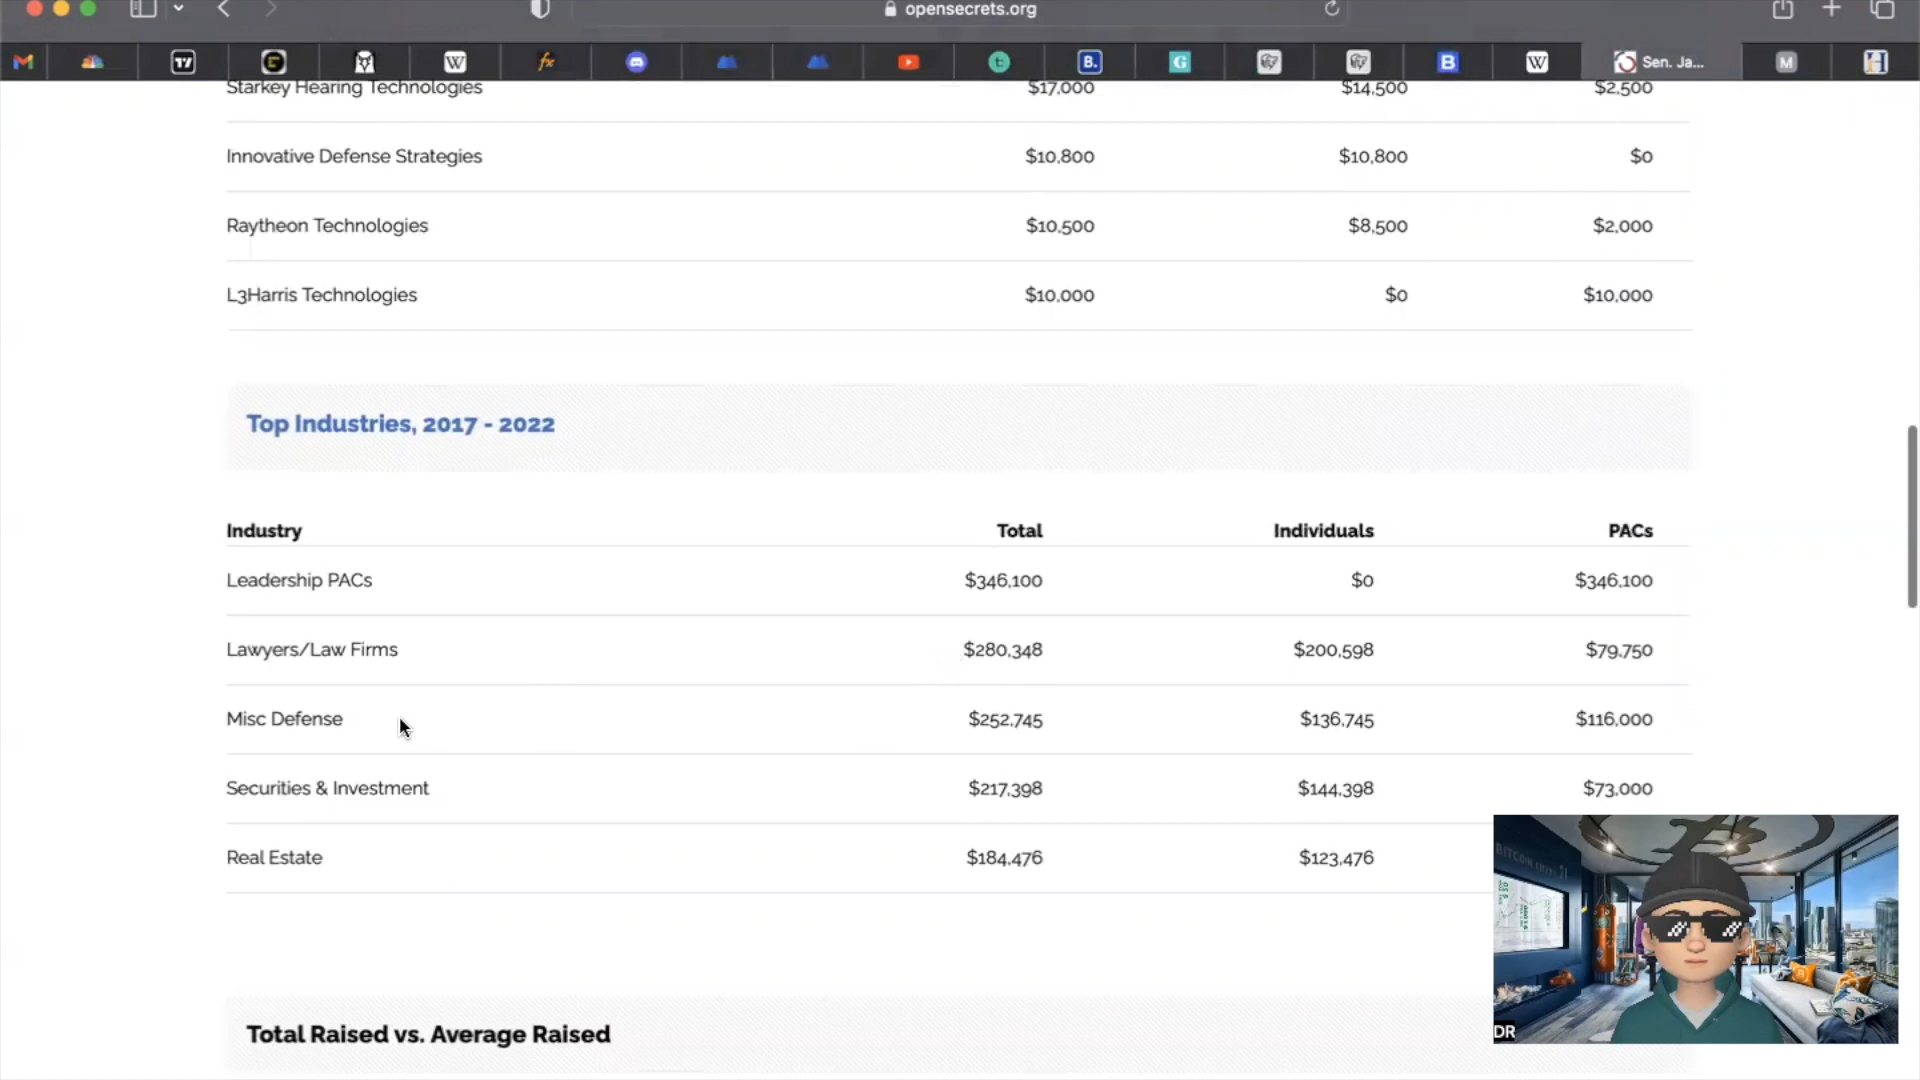 opensecrets.org
Sen. Ja...
Starkey Hearing Technologies $17,000 $14,500 $2,500
Innovative Defense Strategies $10,800 $10,800 $0
Raytheon Technologies $10,500 $8,500 $2,000
L3Harris Technologies $10,000 $0 $10,000
Top Industries, 2017 - 2022
Industry Total Individuals PACs
Leadership PACs $346,100 $0 $346,100
Lawyers/Law Firms $280,348 $200,598 $79,750
Misc Defense $252,745 $136,745 $116,000
Securities & Investment $217,398 $144,398 $73,000
Real Estate $184,476 $123,476
Total Raised vs. Average Raised
DR